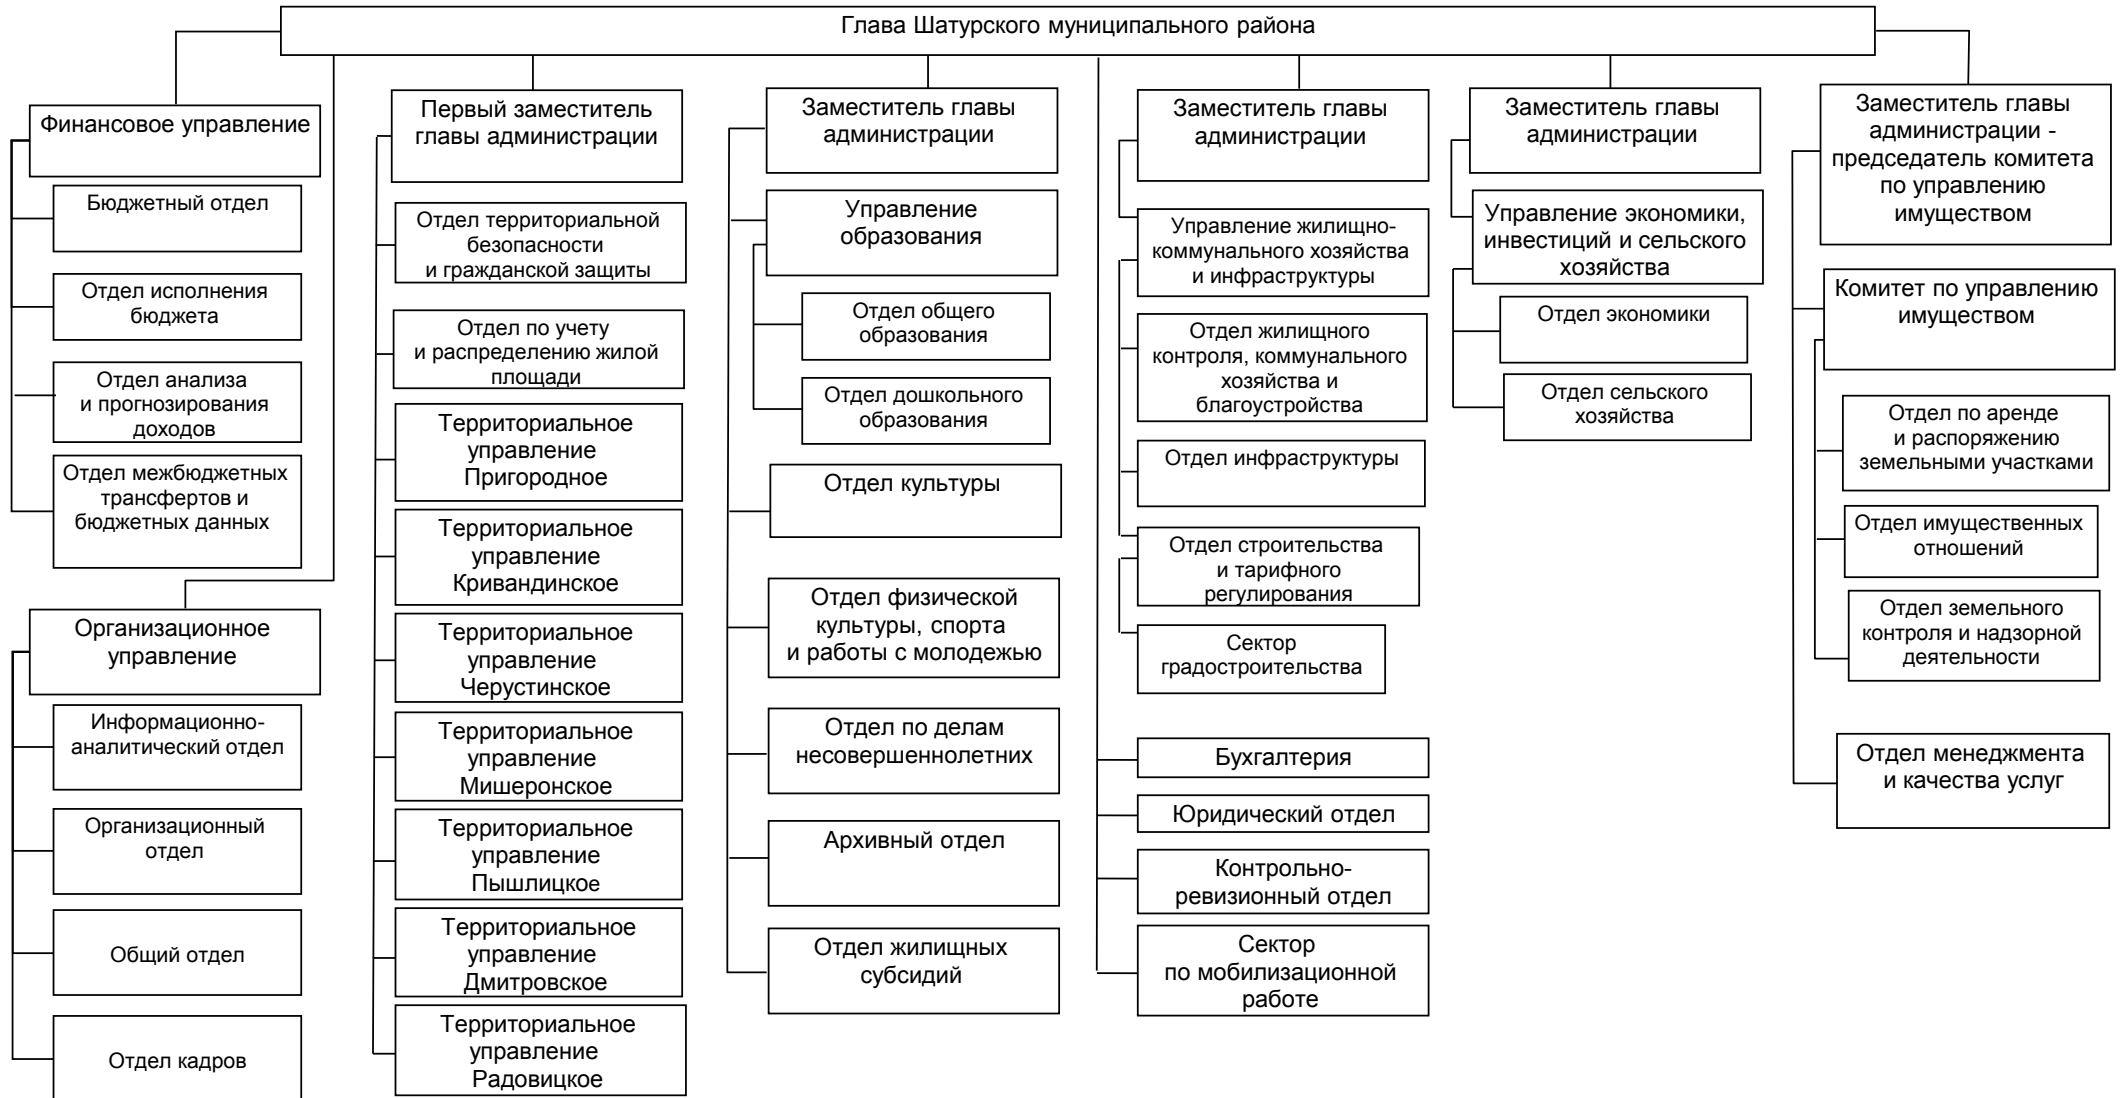 Глава Шатурского муниципального района
Финансовое управление
Бюджетный отдел
Отдел исполнения
бюджета
Отдел анализа
и прогнозирования
доходов
Отдел межбюджетных
трансфертов и
бюджетных данных
Организационное
управление
Информационно-
аналитический отдел
Организационный
отдел
Общий отдел
Отдел кадров
Первый заместитель
главы администрации
Отдел территориальной
безопасности
и гражданской защиты
Отдел по учету
и распределению жилой
площади
Территориальное
управление
Пригородное
Территориальное
управление
Кривандинское
Территориальное
управление
Черустинское
Территориальное
управление
Мишеронское
Территориальное
управление
Пышлицкое
Территориальное
управление
Дмитровское
Территориальное
управление
Радовицкое
Заместитель главы
администрации
Управление
образования
Отдел общего
образования
Отдел дошкольного
образования
Отдел культуры
Отдел физической
культуры, спорта
и работы с молодежью
Отдел по делам
несовершеннолетних
Архивный отдел
Отдел жилищных
субсидий
Заместитель главы
администрации
Управление жилищно-
коммунального хозяйства
и инфраструктуры
Отдел жилищного
контроля, коммунального
хозяйства и
благоустройства
Отдел инфраструктуры
Отдел строительства
и тарифного
регулирования
Сектор
градостроительства
Бухгалтерия
Юридический отдел
Контрольно-
ревизионный отдел
Сектор
по мобилизационной
работе
Заместитель главы
администрации
Управление экономики,
инвестиций и сельского
хозяйства
Отдел экономики
Отдел сельского
хозяйства
Заместитель главы
администрации -
председатель комитета
по управлению
имуществом
Комитет по управлению
имуществом
Отдел по аренде
и распоряжению
земельными участками
Отдел имущественных
отношений
Отдел земельного
контроля и надзорной
деятельности
Отдел менеджмента
и качества услуг